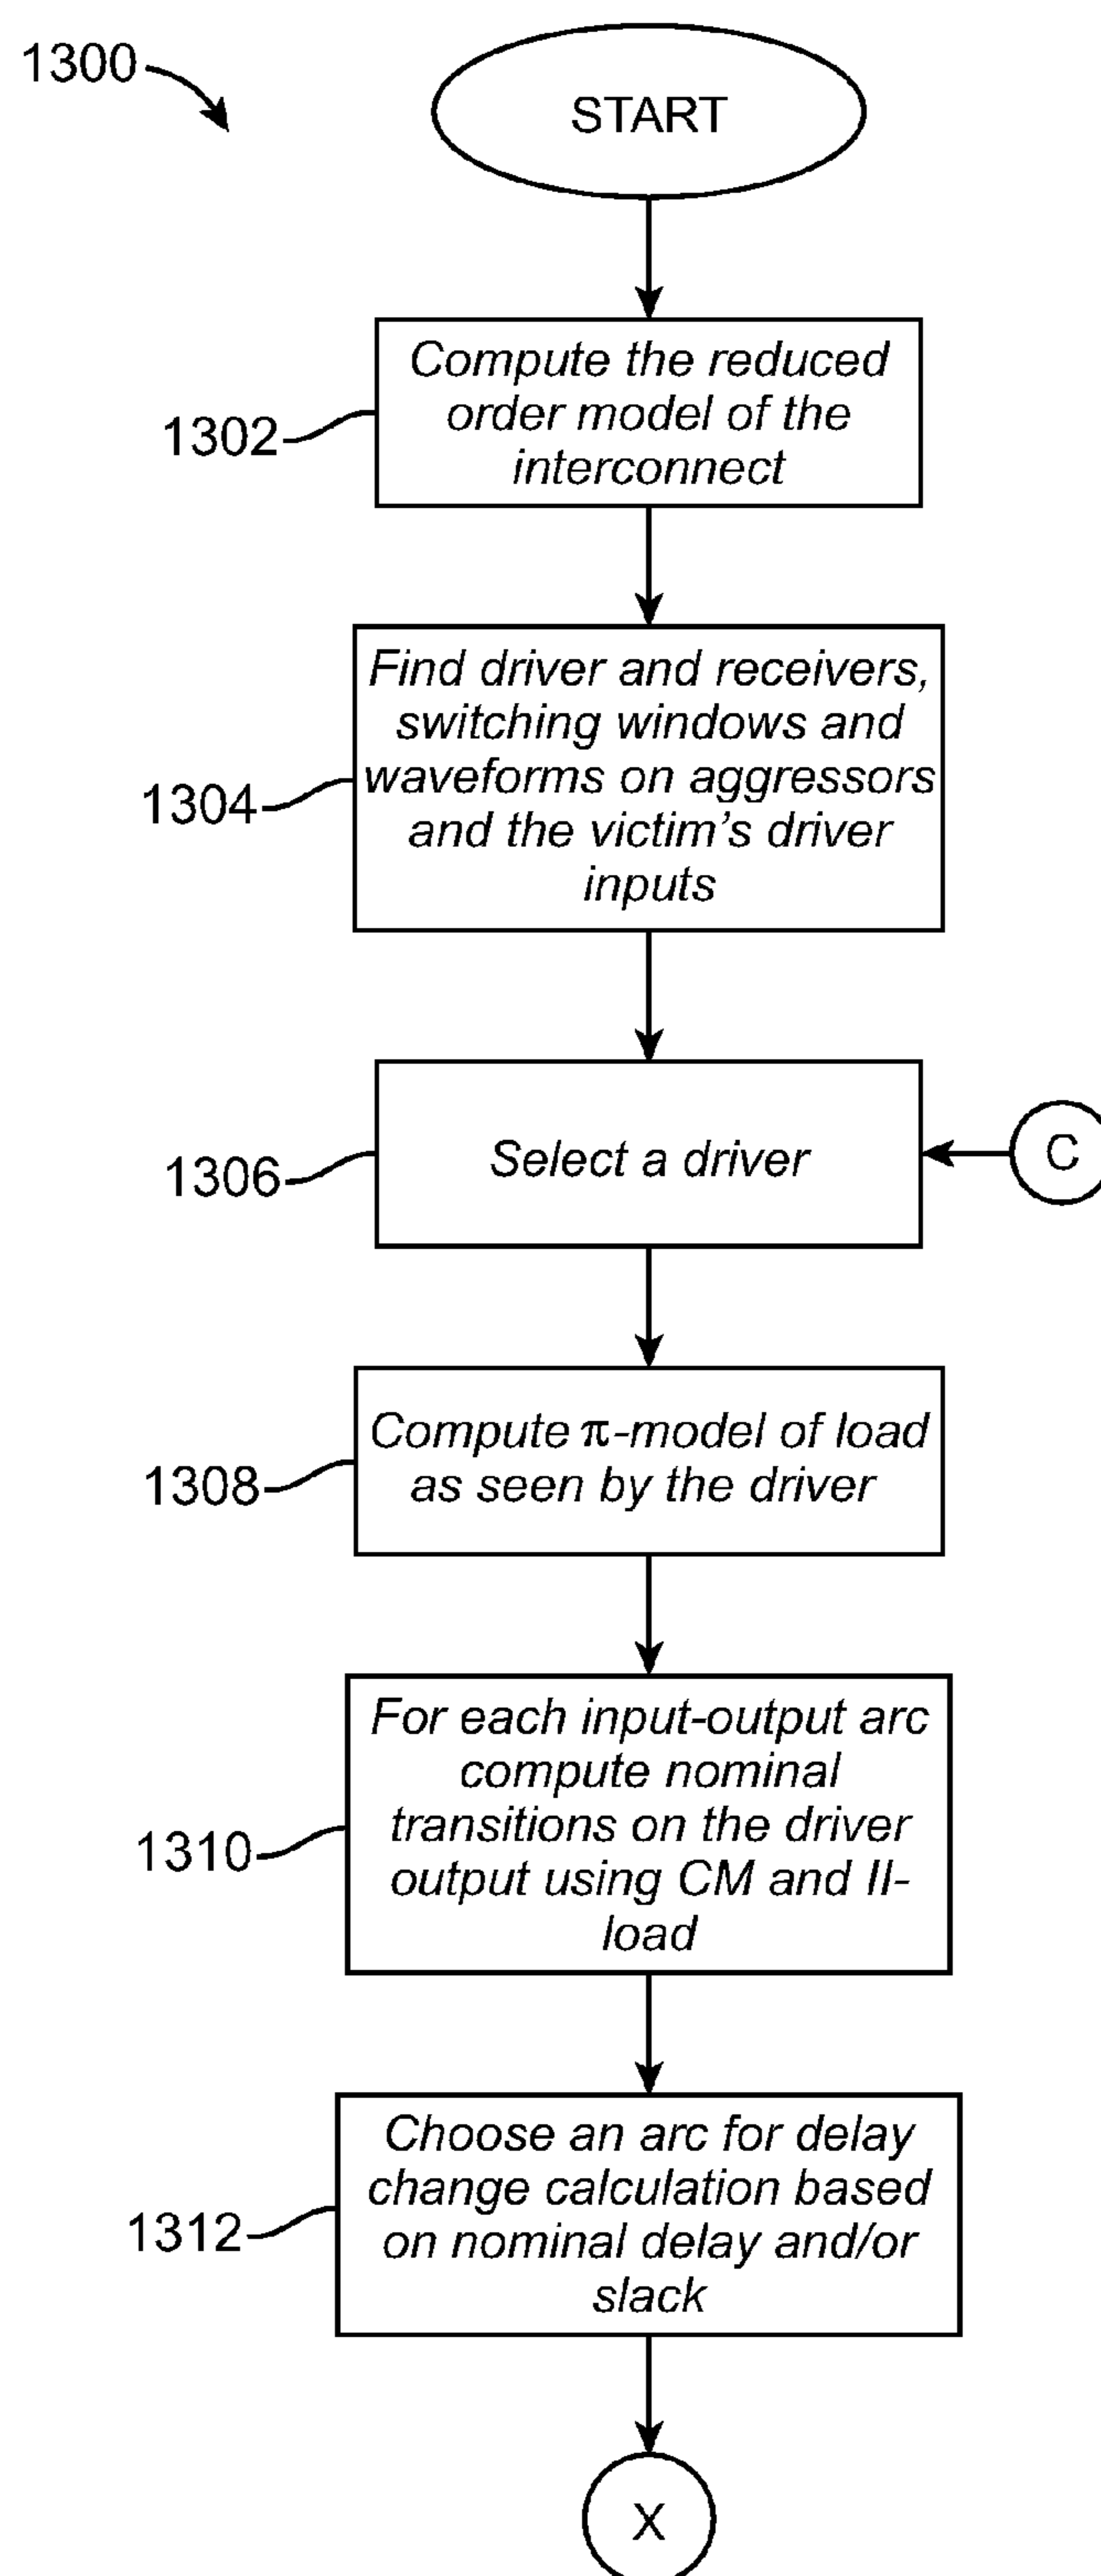 1300
START
1302
Compute the reduced
order model of the
interconnect
1304
Find driver and receivers,
switching windows and
waveforms on aggressors
and the victim's driver
inputs
1306
Select a driver
C
1308
Compute π-model of load
as seen by the driver
1310
For each input-output arc
compute nominal
transitions on the driver
output using CM and II-
load
1312
Choose an arc for delay
change calculation based
on nominal delay and/or
slack
X